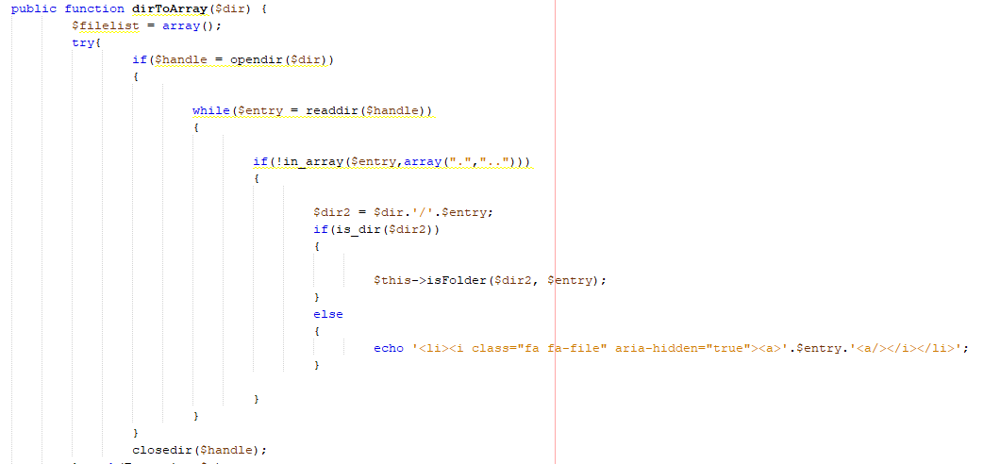 public function dirToArray($dir) {
$filelist = array();
try{
if($handle = opendir($dir))
{
while($entry = readdir($handle))
{
if(!in_array($entry,array(".","..")))
{
$dir2 = $dir.'/'.$entry;
if(is_dir($dir2))
{
$this->isFolder($dir2, $entry);
}
else
{
echo '<li><i class="fa fa-file" aria-hidden="true"><a>'.$entry.'<a/></i></li>';
}
}
}
}
closedir($handle);